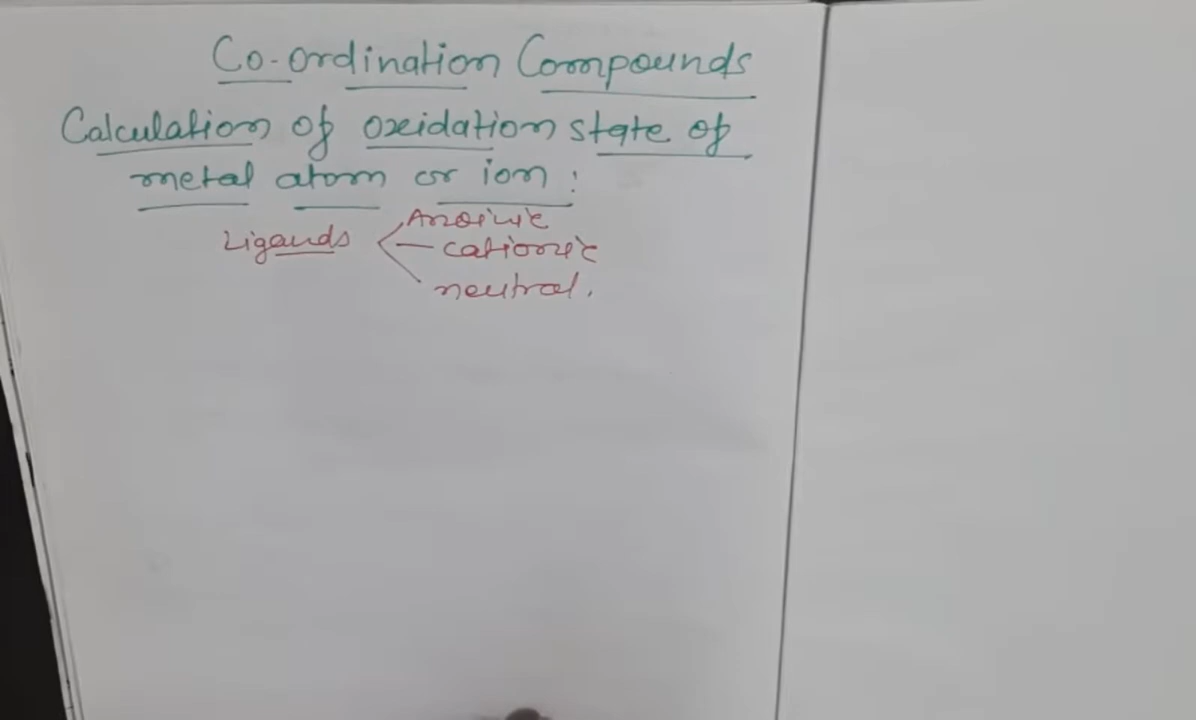 Co-ordination Compounds
Calculation of oxidation state of
metal atom or ion :
Ligands
Anoinic
cationic
neutral.